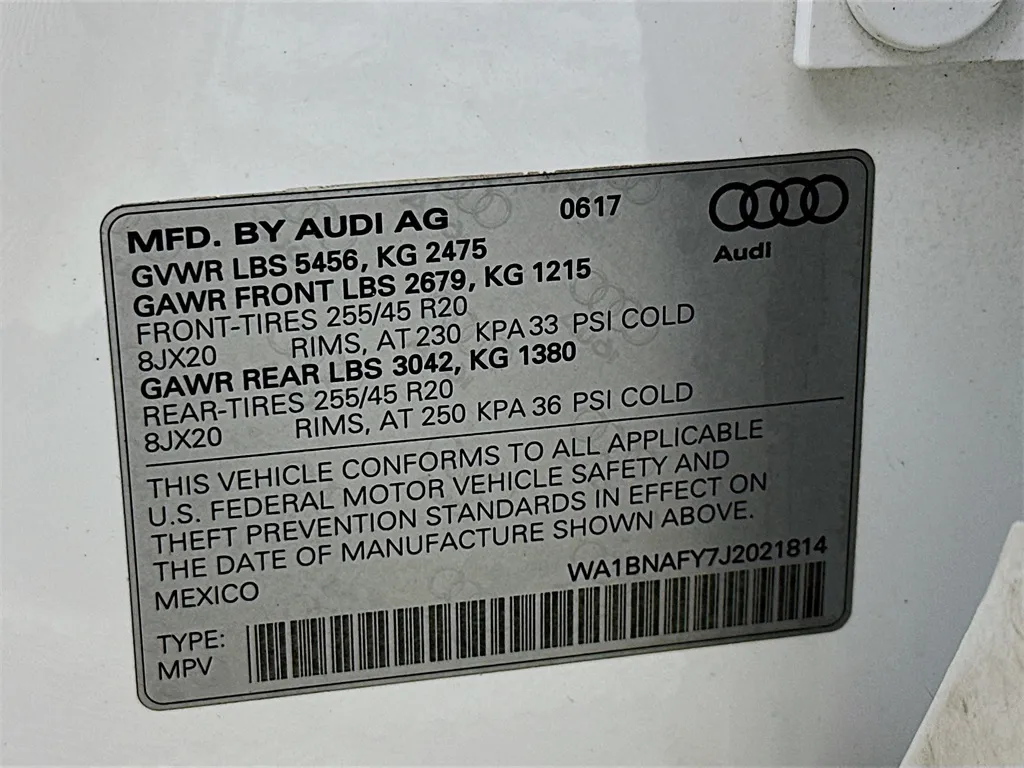 MFD. BY AUDI AG 0617
Audi
GVWR LBS 5456, KG 2475
GAWR FRONT LBS 2679, KG 1215
FRONT-TIRES 255/45 R20
8JX20 RIMS, AT 230 KPA 33 PSI COLD
GAWR REAR LBS 3042, KG 1380
REAR-TIRES 255/45 R20
8JX20 RIMS, AT 250 KPA 36 PSI COLD
THIS VEHICLE CONFORMS TO ALL APPLICABLE
U.S. FEDERAL MOTOR VEHICLE SAFETY AND
THEFT PREVENTION STANDARDS IN EFFECT ON
THE DATE OF MANUFACTURE SHOWN ABOVE.
MEXICO WA1BNAFY7J2021814
TYPE:
MPV